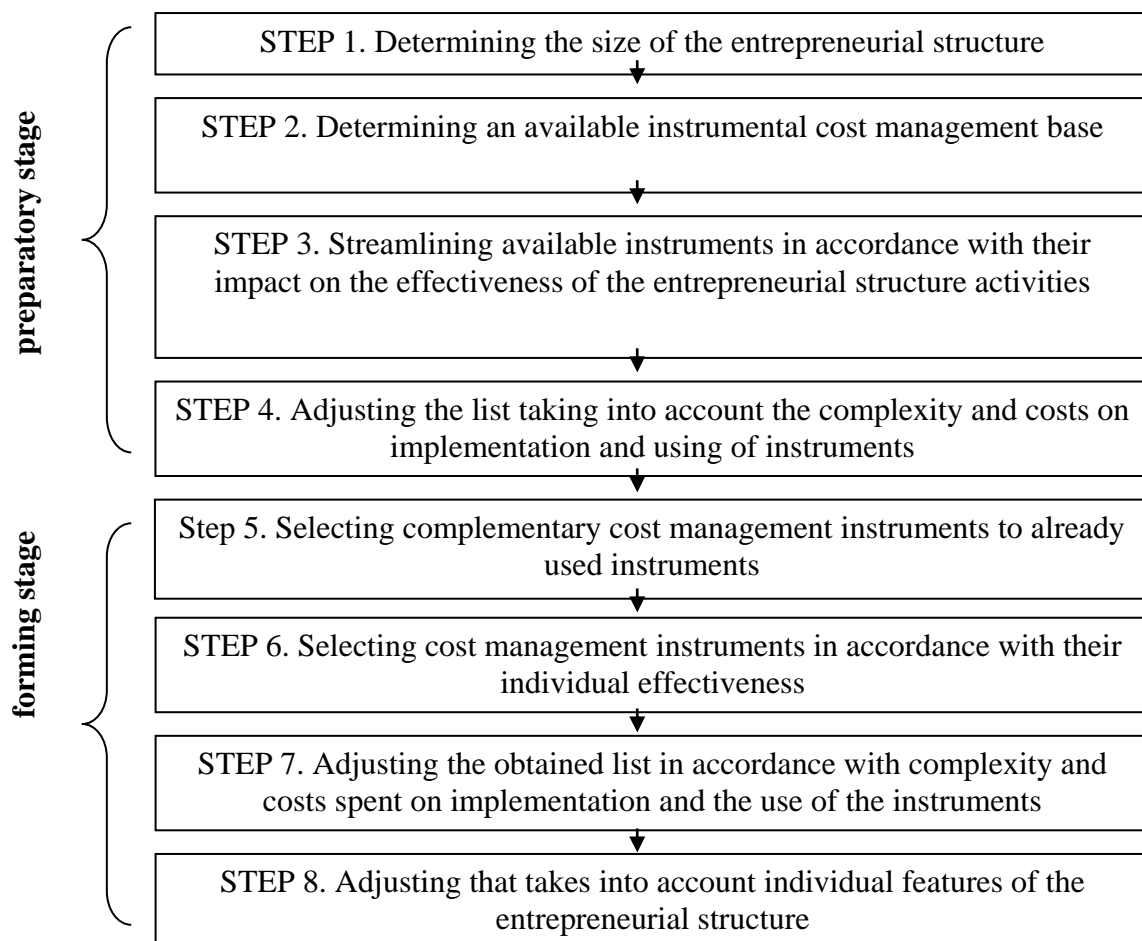 preparatory stage
STEP 1. Determining the size of the entrepreneurial structure
STEP 2. Determining an available instrumental cost management base
STEP 3. Streamlining available instruments in accordance with their
impact on the effectiveness of the entrepreneurial structure activities
STEP 4. Adjusting the list taking into account the complexity and costs on
implementation and using of instruments
forming stage
Step 5. Selecting complementary cost management instruments to already
used instruments
STEP 6. Selecting cost management instruments in accordance with their
individual effectiveness
STEP 7. Adjusting the obtained list in accordance with complexity and
costs spent on implementation and the use of the instruments
STEP 8. Adjusting that takes into account individual features of the
entrepreneurial structure